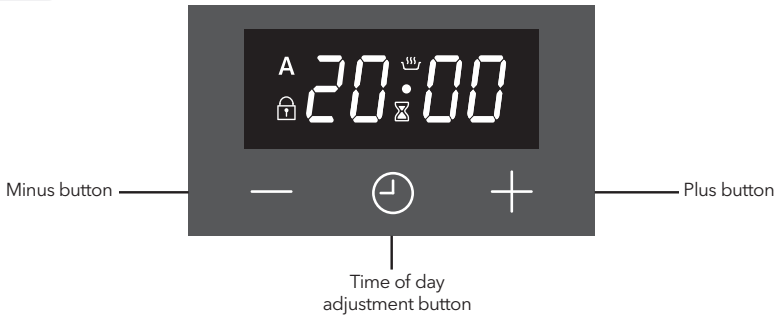 A 20:00
Minus button
Plus button
Time of day
adjustment button